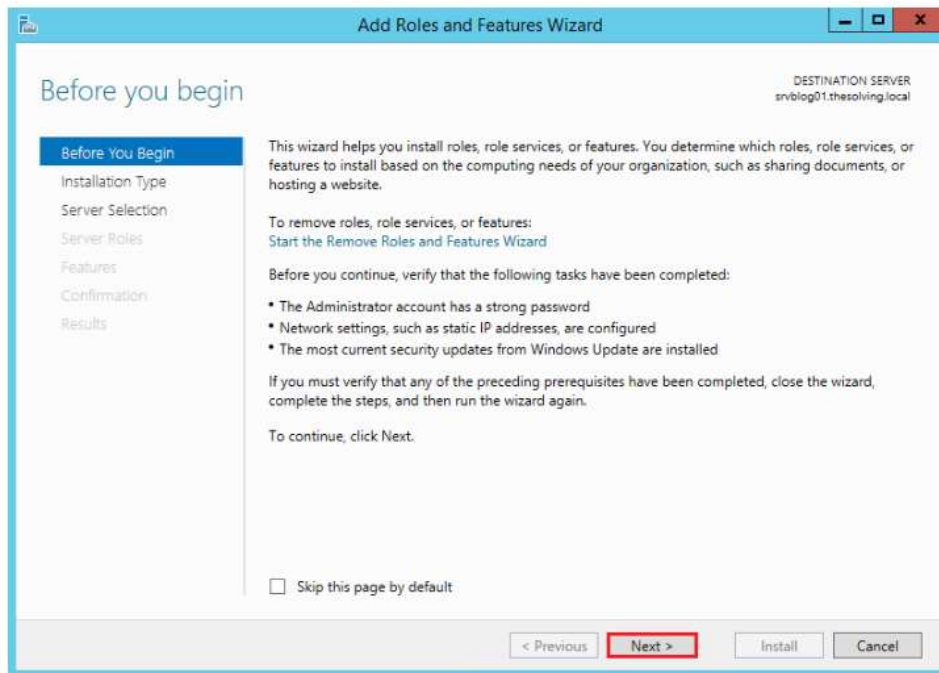 Add Roles and Features Wizard
Before you begin
DESTINATION SERVER
srvblog01.thesolving.local
Before You Begin
Installation Type
Server Selection
Server Roles
Features
Confirmation
Results
This wizard helps you install roles, role services, or features. You determine which roles, role services, or
features to install based on the computing needs of your organization, such as sharing documents, or
hosting a website.
To remove roles, role services, or features:
Start the Remove Roles and Features Wizard
Before you continue, verify that the following tasks have been completed:
• The Administrator account has a strong password
• Network settings, such as static IP addresses, are configured
• The most current security updates from Windows Update are installed
If you must verify that any of the preceding prerequisites have been completed, close the wizard,
complete the steps, and then run the wizard again.
To continue, click Next.
Skip this page by default
< Previous
Next >
Install
Cancel